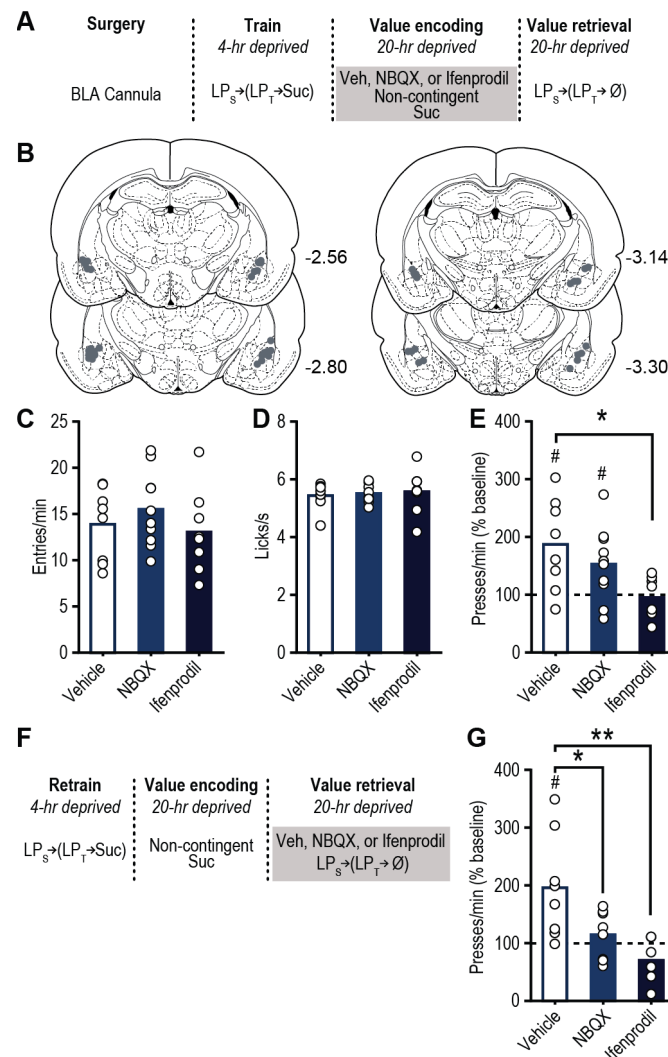 A
Surgery
Train
Value encoding
Value retrieval
4-hr deprived
20-hr deprived
20-hr deprived
BLA Cannula
LPS→(LPT→Suc)
Veh, NBQX, or Ifenprodil
Non-contingent
Suc
LPS→(LPT→Ø)
B
-2.56
-2.80
-3.14
-3.30
C
Entries/min
25
20
15
10
5
0
Vehicle
NBQX
Ifenprodil
D
Licks/s
8
6
4
2
0
Vehicle
NBQX
Ifenprodil
E
Presses/min (% baseline)
400
300
200
100
0
*
#
#
Vehicle
NBQX
Ifenprodil
F
Retrain
Value encoding
Value retrieval
4-hr deprived
20-hr deprived
20-hr deprived
LPS→(LPT→Suc)
Non-contingent
Suc
Veh, NBQX, or Ifenprodil
LPS→(LPT→Ø)
G
Presses/min (% baseline)
400
300
200
100
0
**
*
#
Vehicle
NBQX
Ifenprodil